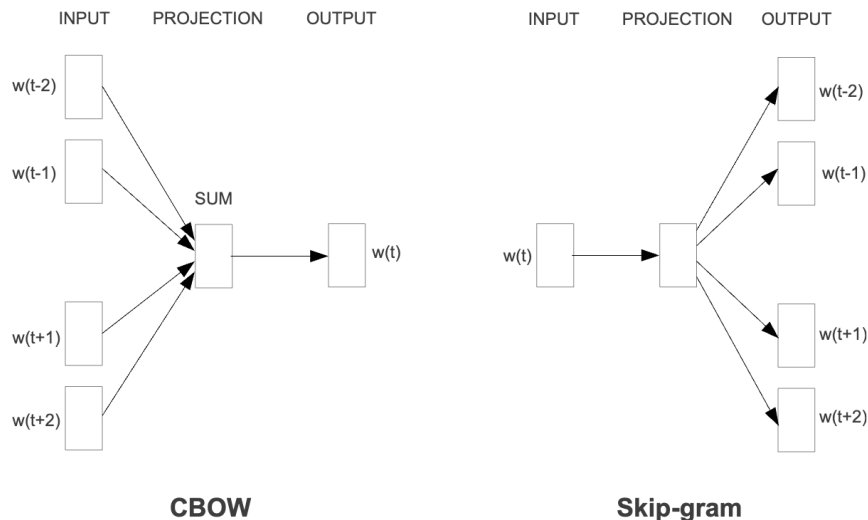 INPUT PROJECTION OUTPUT
w(t-2)
w(t-1)
SUM
w(t)
w(t+1)
w(t+2)
CBOW
INPUT PROJECTION OUTPUT
w(t-2)
w(t-1)
w(t)
w(t+1)
w(t+2)
Skip-gram